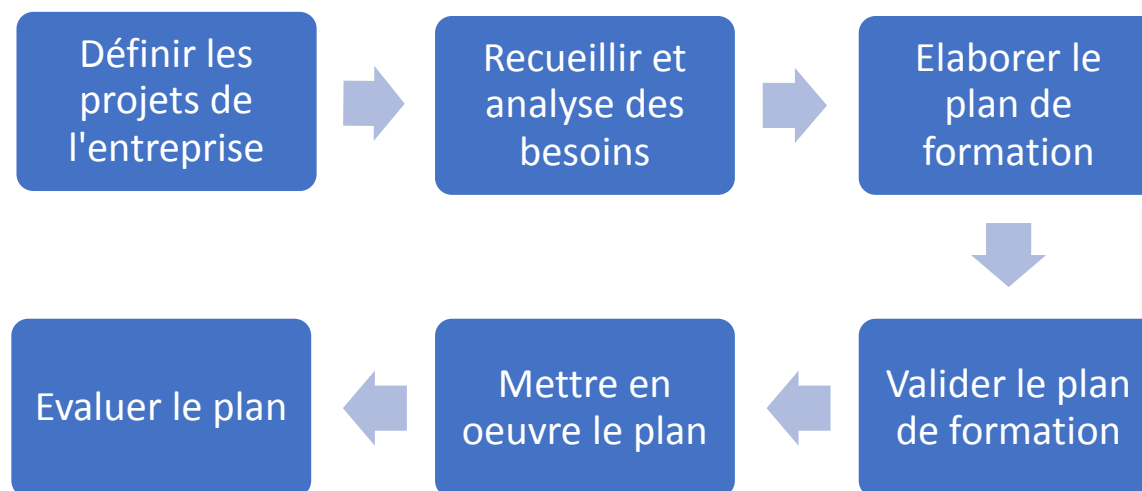 Définir les
projets de
l'entreprise
Recueillir et
analyse des
besoins
Elaborer le
plan de
formation
Valider le plan
de formation
Mettre en
oeuvre le plan
Evaluer le plan